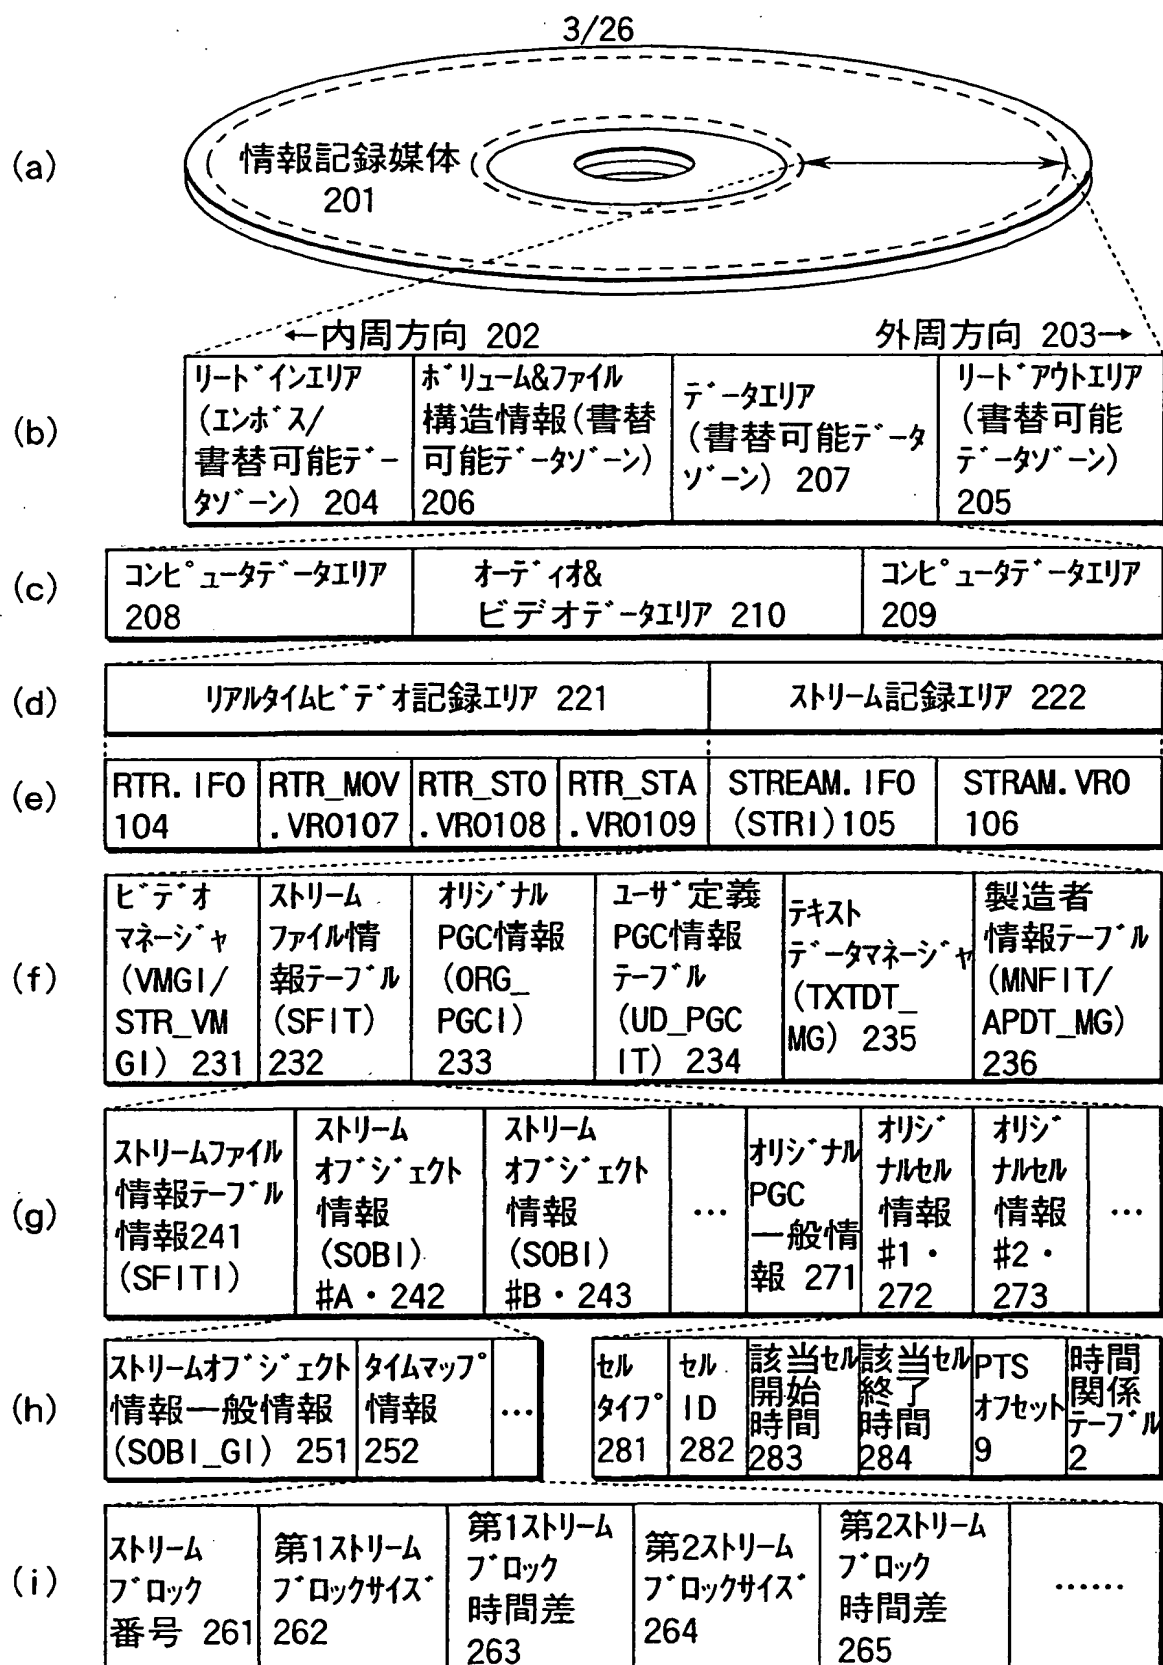 3/26
(a)
情報記録媒体
201
←内周方向 202
外周方向 203→
(b)
リードインエリア
(エンボス/
書替可能デー
タゾーン) 204
ボリューム&ファイル
構造情報(書替
可能データゾーン)
206
データエリア
(書替可能データ
ゾーン) 207
リードアウトエリア
(書替可能
データゾーン)
205
(c)
コンピュータデータエリア
208
オーディオ&
ビデオデータエリア 210
コンピュータデータエリア
209
(d)
リアルタイムビデオ記録エリア 221
ストリーム記録エリア 222
(e)
RTR.IFO
104
RTR_MOV
.VRO107
RTR_STO
.VRO108
RTR_STA
.VRO109
STREAM.IFO
(STRI)105
STRAM.VRO
106
(f)
ビデオ
マネージャ
(VMGI/
STR_VM
GI) 231
ストリーム
ファイル情
報テーブル
(SFIT)
232
オリジナル
PGC情報
(ORG_
PGCI)
233
ユーザ定義
PGC情報
テーブル
(UD_PGC
IT) 234
テキスト
データマネージャ
(TXTDT_
MG) 235
製造者
情報テーブル
(MNFIT/
APDT_MG)
236
(g)
ストリームファイル
情報テーブル
情報241
(SFITI)
ストリーム
オブジェクト
情報
(SOBI)
#A・242
ストリーム
オブジェクト
情報
(SOBI)
#B・243
…
オリジナル
PGC
一般情
報 271
オリジ
ナルセル
情報
#1・
272
オリジ
ナルセル
情報
#2・
273
…
(h)
ストリームオブジェクト
情報一般情報
(SOBI_GI) 251
タイムマップ
情報
252
…
セル
タイプ
281
セル
ID
282
該当セル
開始
時間
283
該当セル
終了
時間
284
PTS
オフセット
9
時間
関係
テーブル
2
(i)
ストリーム
ブロック
番号 261
第1ストリーム
ブロックサイズ
262
第1ストリーム
ブロック
時間差
263
第2ストリーム
ブロックサイズ
264
第2ストリーム
ブロック
時間差
265
……